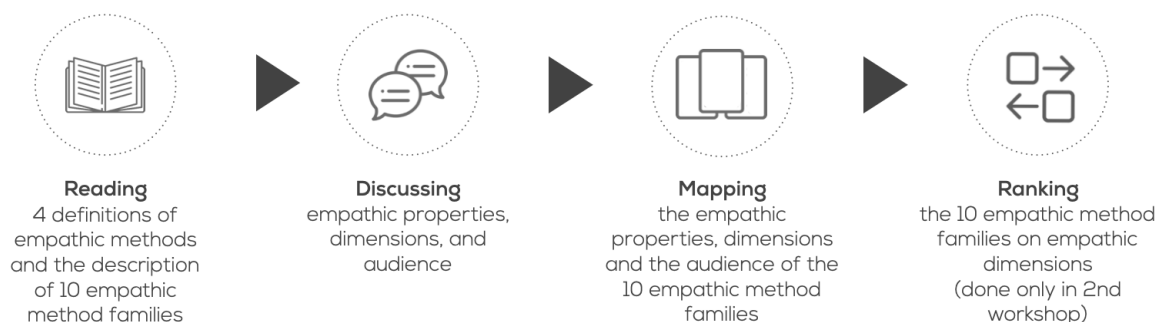 Reading
4 definitions of
empathic methods
and the description
of 10 empathic
method families
Discussing
empathic properties,
dimensions, and
audience
Mapping
the empathic
properties, dimensions
and the audience of the
10 empathic method
families
Ranking
the 10 empathic method
families on empathic
dimensions
(done only in 2nd
workshop)